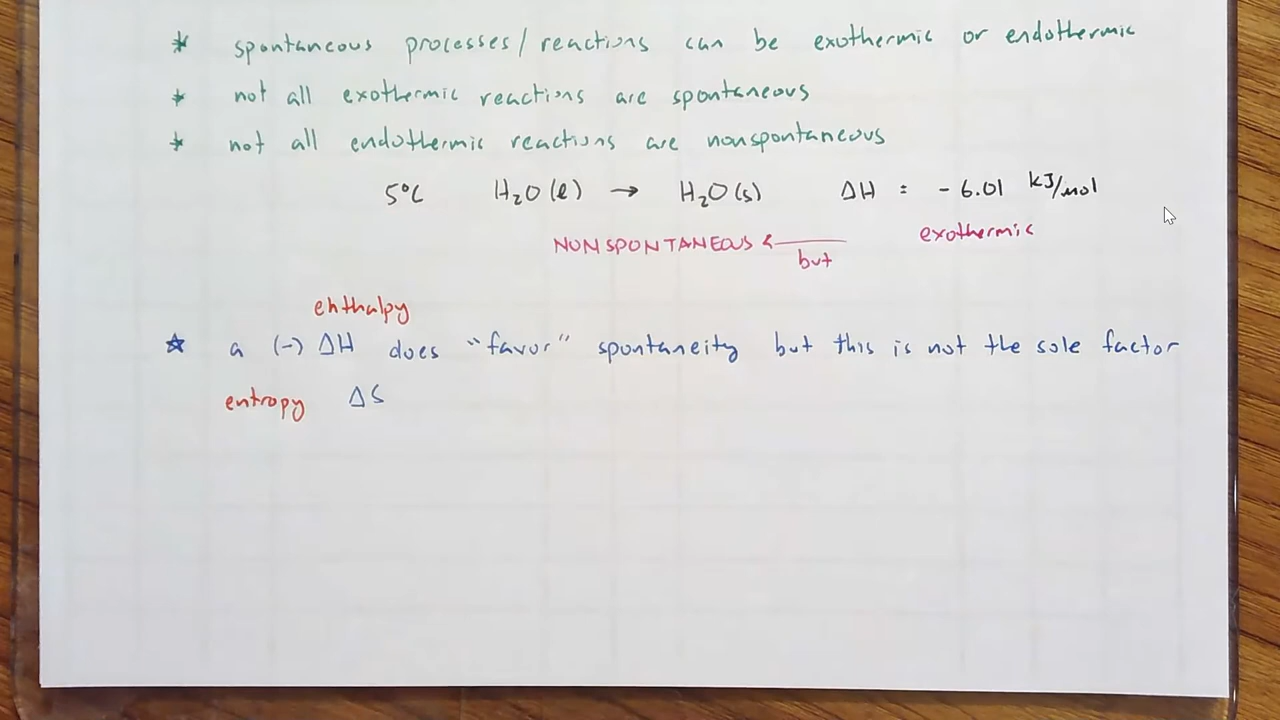 * spontaneous processes/reactions can be exothermic or endothermic
* not all exothermic reactions are spontaneous
* not all endothermic reactions are nonspontaneous
5°C H₂O(l) → H₂O(s) ΔH = -6.01 kJ/mol
exothermic
NONSPONTANEOUS ←
but
enthalpy
☆ a (-) ΔH does "favor" spontaneity but this is not the sole factor
entropy ΔS